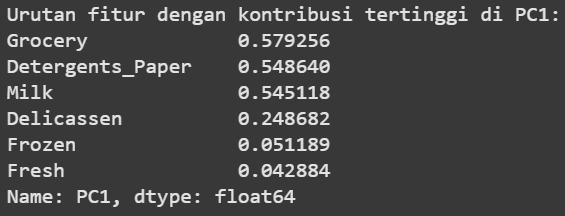 Urutan fitur dengan kontribusi tertinggi di PC1:
Grocery 0.579256
Detergents_Paper 0.548640
Milk 0.545118
Delicassen 0.248682
Frozen 0.051189
Fresh 0.042884
Name: PC1, dtype: float64